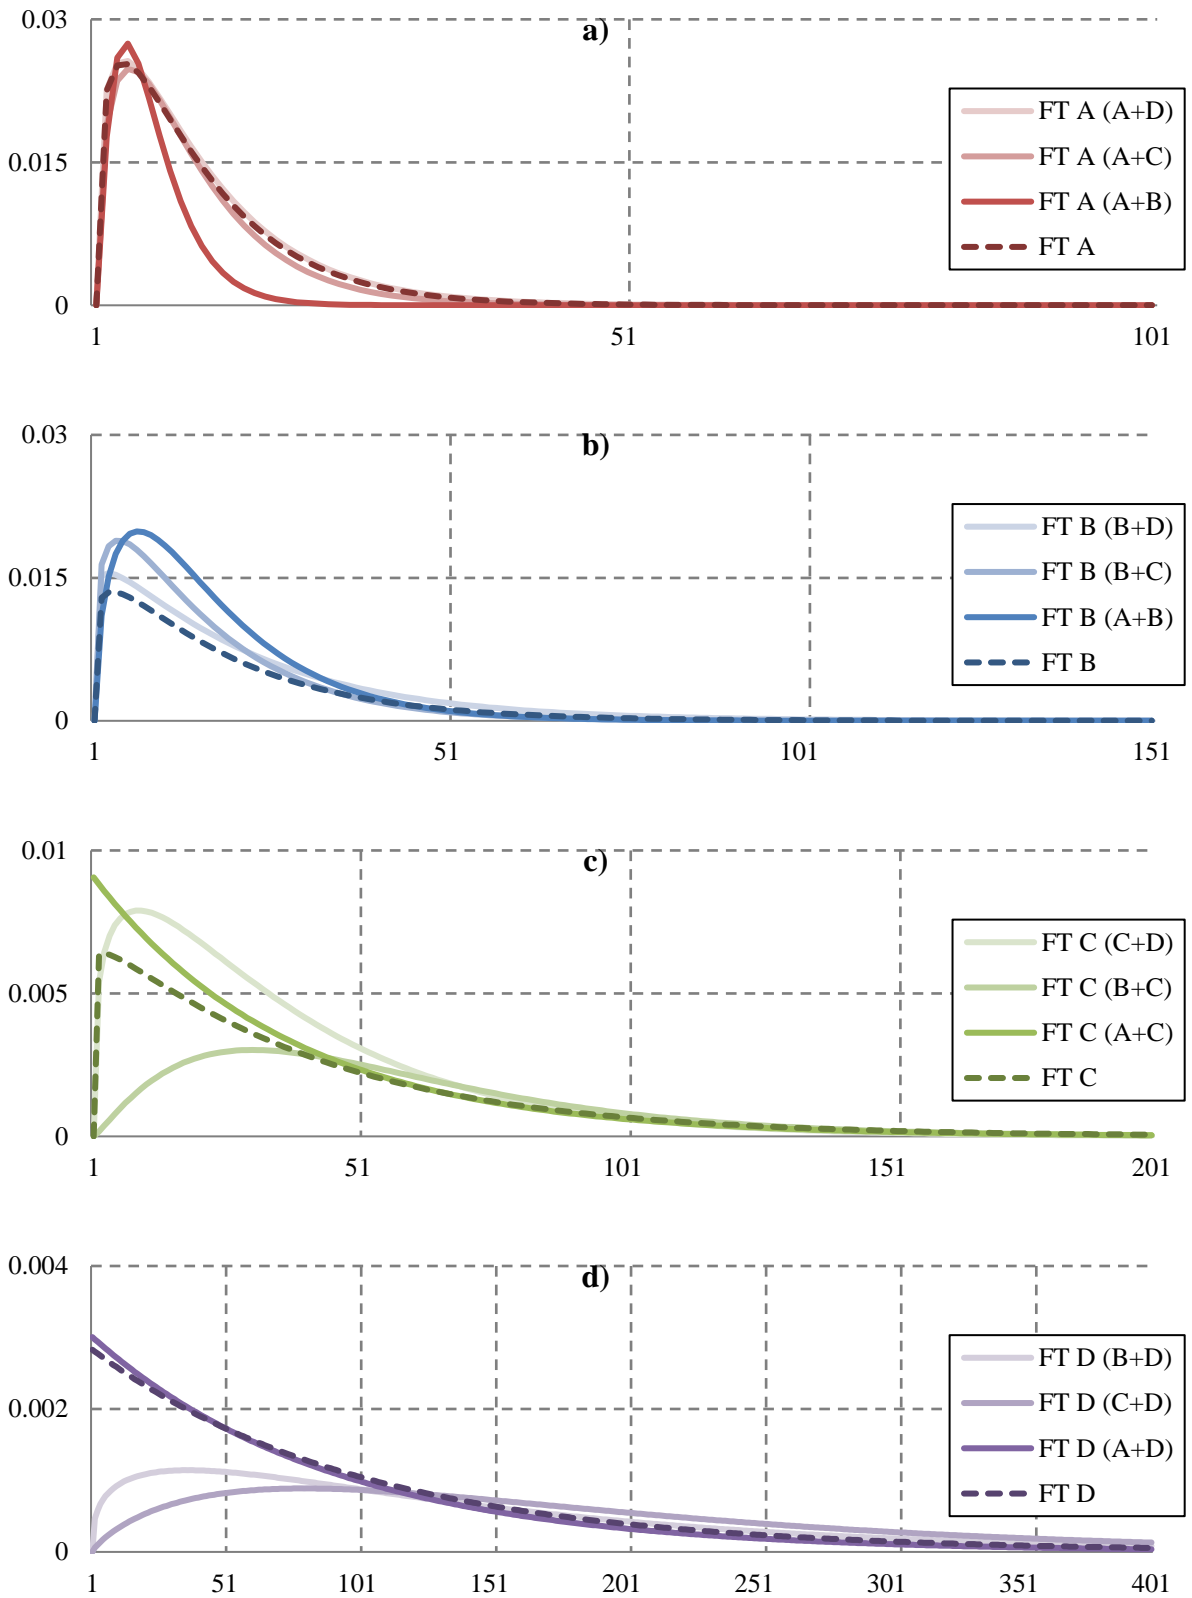 a)
0.03
0.015
0
1 51 101
FT A (A+D)
FT A (A+C)
FT A (A+B)
FT A
b)
0.03
0.015
0
1 51 101 151
FT B (B+D)
FT B (B+C)
FT B (A+B)
FT B
c)
0.01
0.005
0
1 51 101 151 201
FT C (C+D)
FT C (B+C)
FT C (A+C)
FT C
d)
0.004
0.002
0
1 51 101 151 201 251 301 351 401
FT D (B+D)
FT D (C+D)
FT D (A+D)
FT D